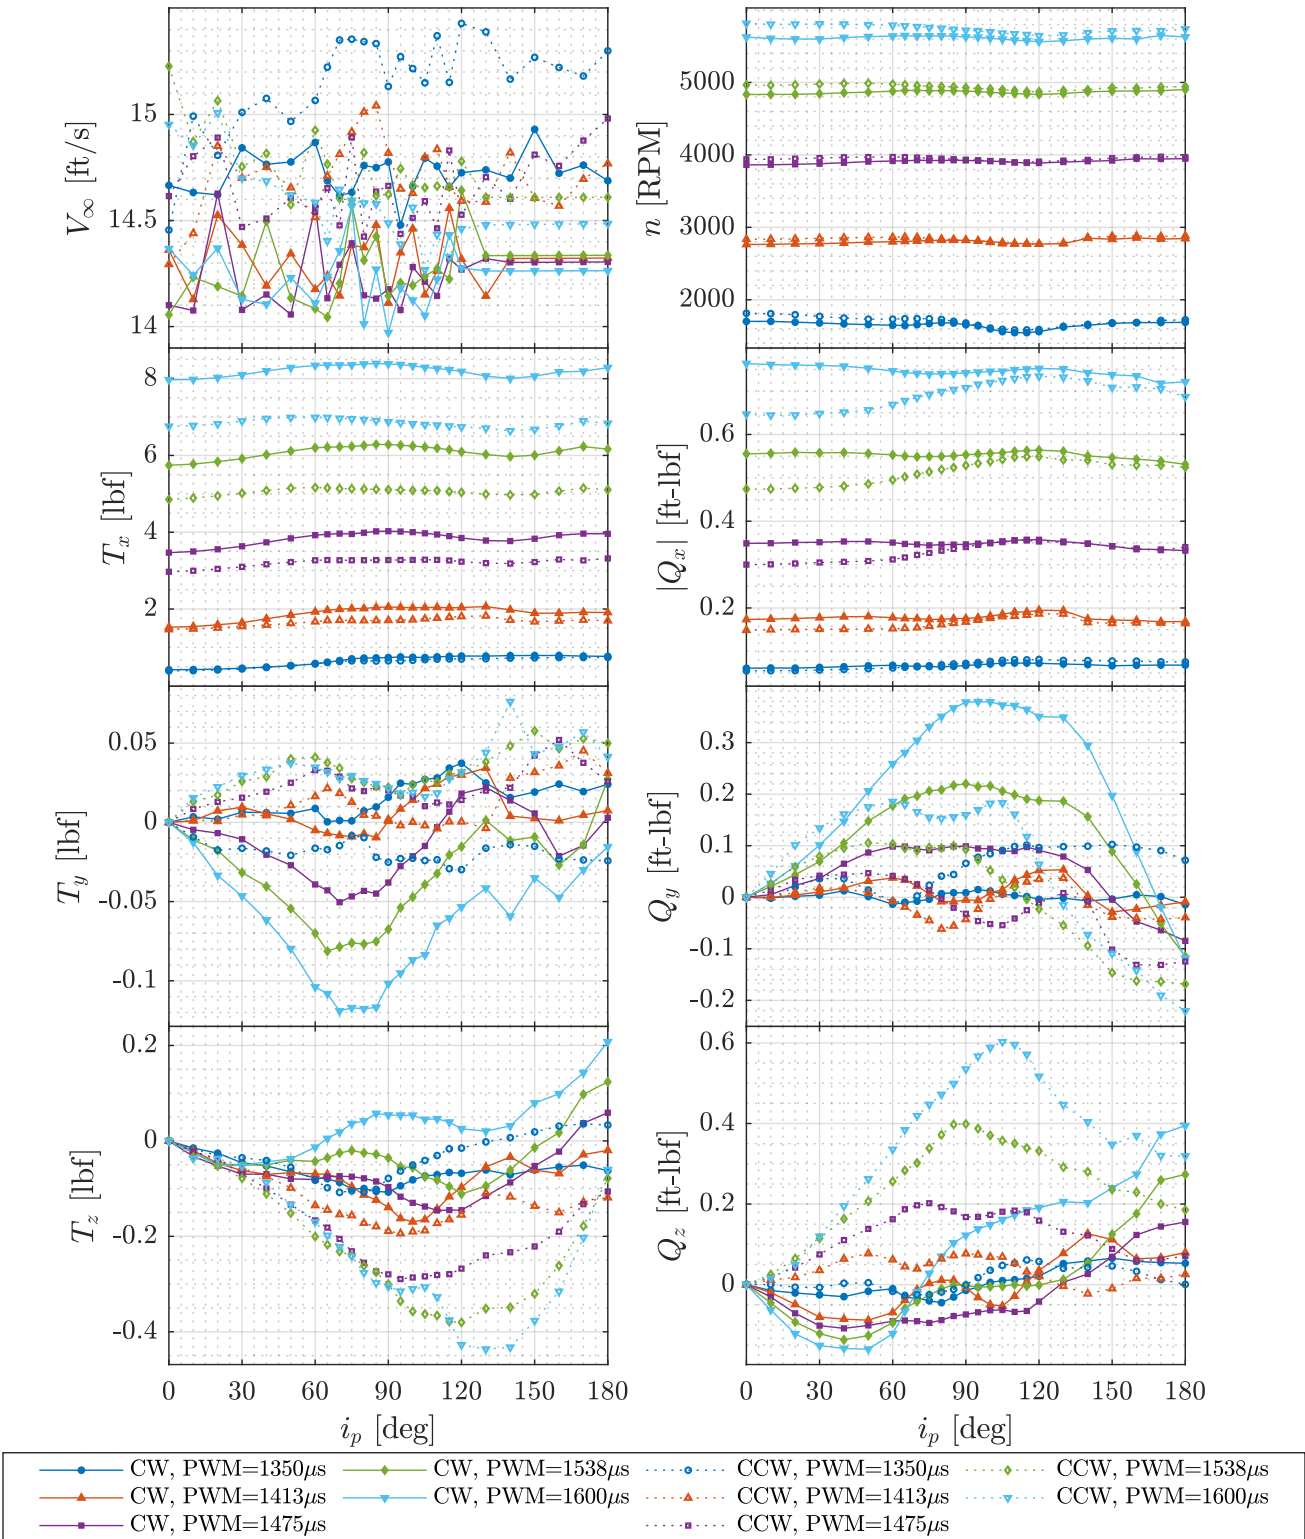 15
14.5
14
V∞ [ft/s]
5000
4000
3000
2000
n [RPM]
8
6
4
2
Tx [lbf]
0.6
0.4
0.2
|Qx| [ft-lbf]
0.05
0
-0.05
-0.1
Ty [lbf]
0.3
0.2
0.1
0
-0.1
-0.2
Qy [ft-lbf]
0.2
0
-0.2
-0.4
Tz [lbf]
0.6
0.4
0.2
0
Qz [ft-lbf]
0 30 60 90 120 150 180
ip [deg]
0 30 60 90 120 150 180
ip [deg]
CW, PWM=1350μs CW, PWM=1538μs CCW, PWM=1350μs CCW, PWM=1538μs
CW, PWM=1413μs CW, PWM=1600μs CCW, PWM=1413μs CCW, PWM=1600μs
CW, PWM=1475μs CCW, PWM=1475μs